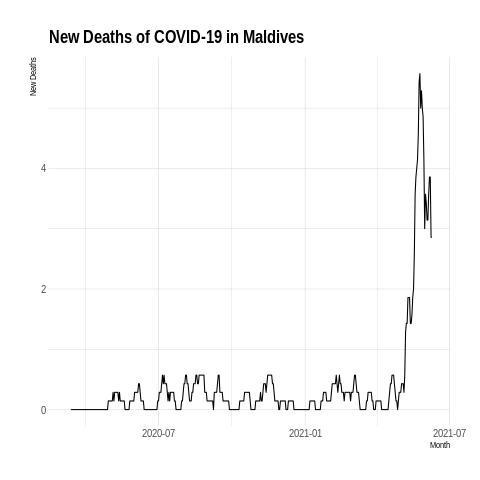 New Deaths of COVID-19 in Maldives
New Deaths
4
2
0
2020-07
2021-01
2021-07
Month